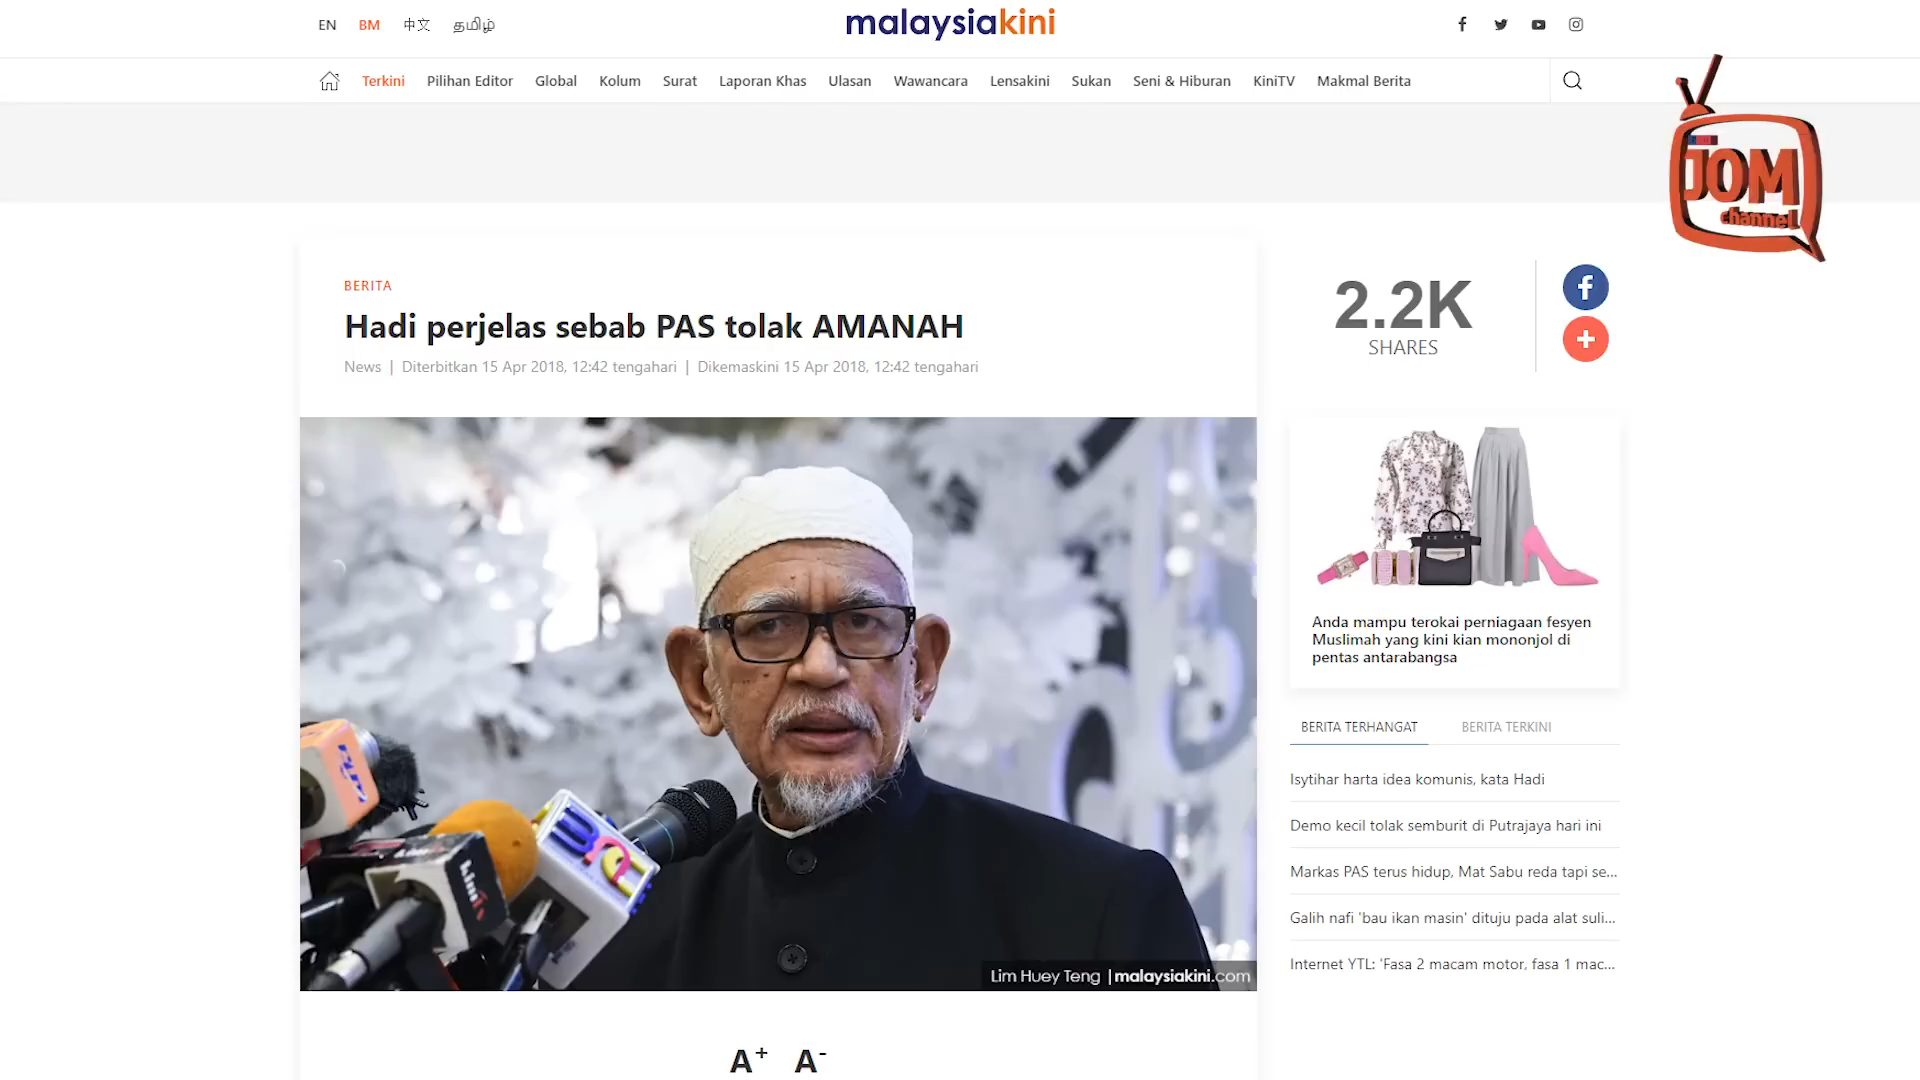 EN BM 中文 தமிழ்
malaysiakini
Terkini Pilihan Editor Global Kolum Surat Laporan Khas Ulasan Wawancara Lensakini Sukan Seni & Hiburan KiniTV Makmal Berita
JOM
channel
BERITA
Hadi perjelas sebab PAS tolak AMANAH
News | Diterbitkan 15 Apr 2018, 12:42 tengahari | Dikemaskini 15 Apr 2018, 12:42 tengahari
2.2K
SHARES
Lim Huey Teng | malaysiakini.com
A+ A-
Anda mampu terokai perniagaan fesyen
Muslimah yang kini kian mononjol di
pentas antarabangsa
BERITA TERHANGAT BERITA TERKINI
Isytihar harta idea komunis, kata Hadi
Demo kecil tolak semburit di Putrajaya hari ini
Markas PAS terus hidup, Mat Sabu reda tapi se...
Galih nafi 'bau ikan masin' dituju pada alat suli...
Internet YTL: 'Fasa 2 macam motor, fasa 1 mac...